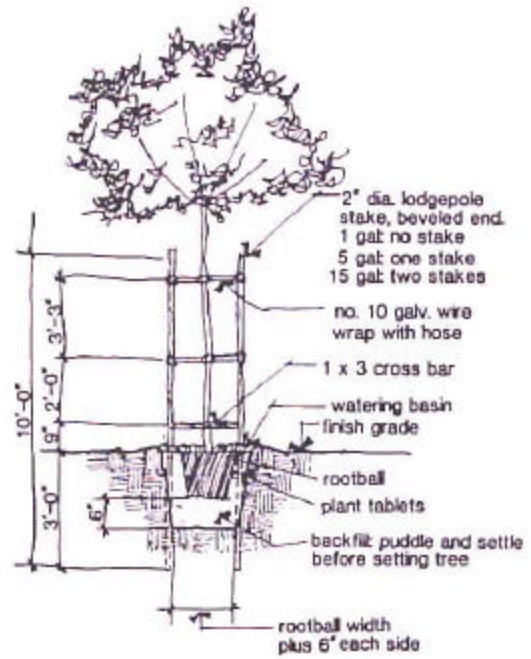 2" dia. lodgepole
stake, beveled end.
1 gal: no stake
5 gal: one stake
15 gal: two stakes
no. 10 galv. wire
wrap with hose
1 x 3 cross bar
watering basin
finish grade
rootball
plant tablets
backfill: puddle and settle
before setting tree
rootball width
plus 6" each side
10'-0"
3'-3"
2'-0"
9"
3'-0"
6"